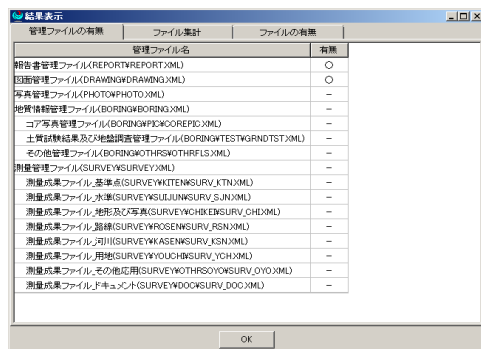 結果表示
管理ファイルの有無 ファイル集計 ファイルの有無
管理ファイル名 有無
報告書管理ファイル(REPORT¥REPORT.XML) ○
図面管理ファイル(DRAWING¥DRAWING.XML) ○
写真管理ファイル(PHOTO¥PHOTO.XML) －
地質情報管理ファイル(BORING¥BORING.XML) －
コア写真管理ファイル(BORING¥PIC¥COREPIC.XML) －
土質試験結果及び地盤調査管理ファイル(BORING¥TEST¥GRNDTST.XML) －
その他管理ファイル(BORING¥OTHRS¥OTHRFLS.XML) －
測量管理ファイル(SURVEY¥SURVEY.XML) －
測量成果ファイル_基準点(SURVEY¥KITEN¥SURV_KTN.XML) －
測量成果ファイル_水準(SURVEY¥SUIJUN¥SURV_SJN.XML) －
測量成果ファイル_地形及び写真(SURVEY¥CHIKEI¥SURV_CHI.XML) －
測量成果ファイル_路線(SURVEY¥ROSEN¥SURV_RSN.XML) －
測量成果ファイル_河川(SURVEY¥KASEN¥SURV_KSN.XML) －
測量成果ファイル_用地(SURVEY¥YOUCHI¥SURV_YCH.XML) －
測量成果ファイル_その他応用(SURVEY¥OTHRSOYO¥SURV_OYO.XML) －
測量成果ファイル_ドキュメント(SURVEY¥DOC¥SURV_DOC.XML) －
OK